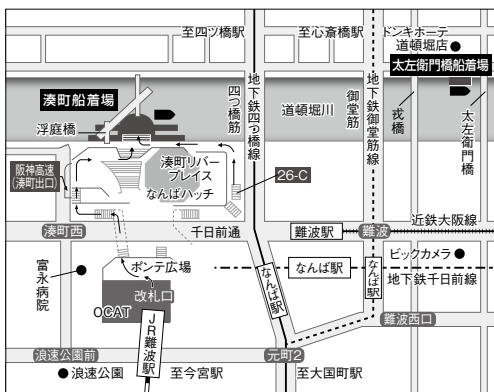 至四ツ橋駅
至心斎橋駅
ドンキホーテ
道頓堀店
太左衛門橋船着場
湊町船着場
浮庭橋
四つ橋筋
地下鉄四つ橋線
道頓堀川
御堂筋
地下鉄御堂筋線
戎橋
太左衛門橋
阪神高速
(湊町出口)
湊町リバー
プレイス
なんばハッチ
26-C
近鉄大阪線
湊町西
千日前通
難波駅
難波
ビックカメラ
富永病院
ポンテ広場
なんば駅
なんば駅
なんば駅
地下鉄千日前線
改札口
OCAT
JR難波駅
難波西口
浪速公園前
元町2
浪速公園
至今宮駅
至大国町駅